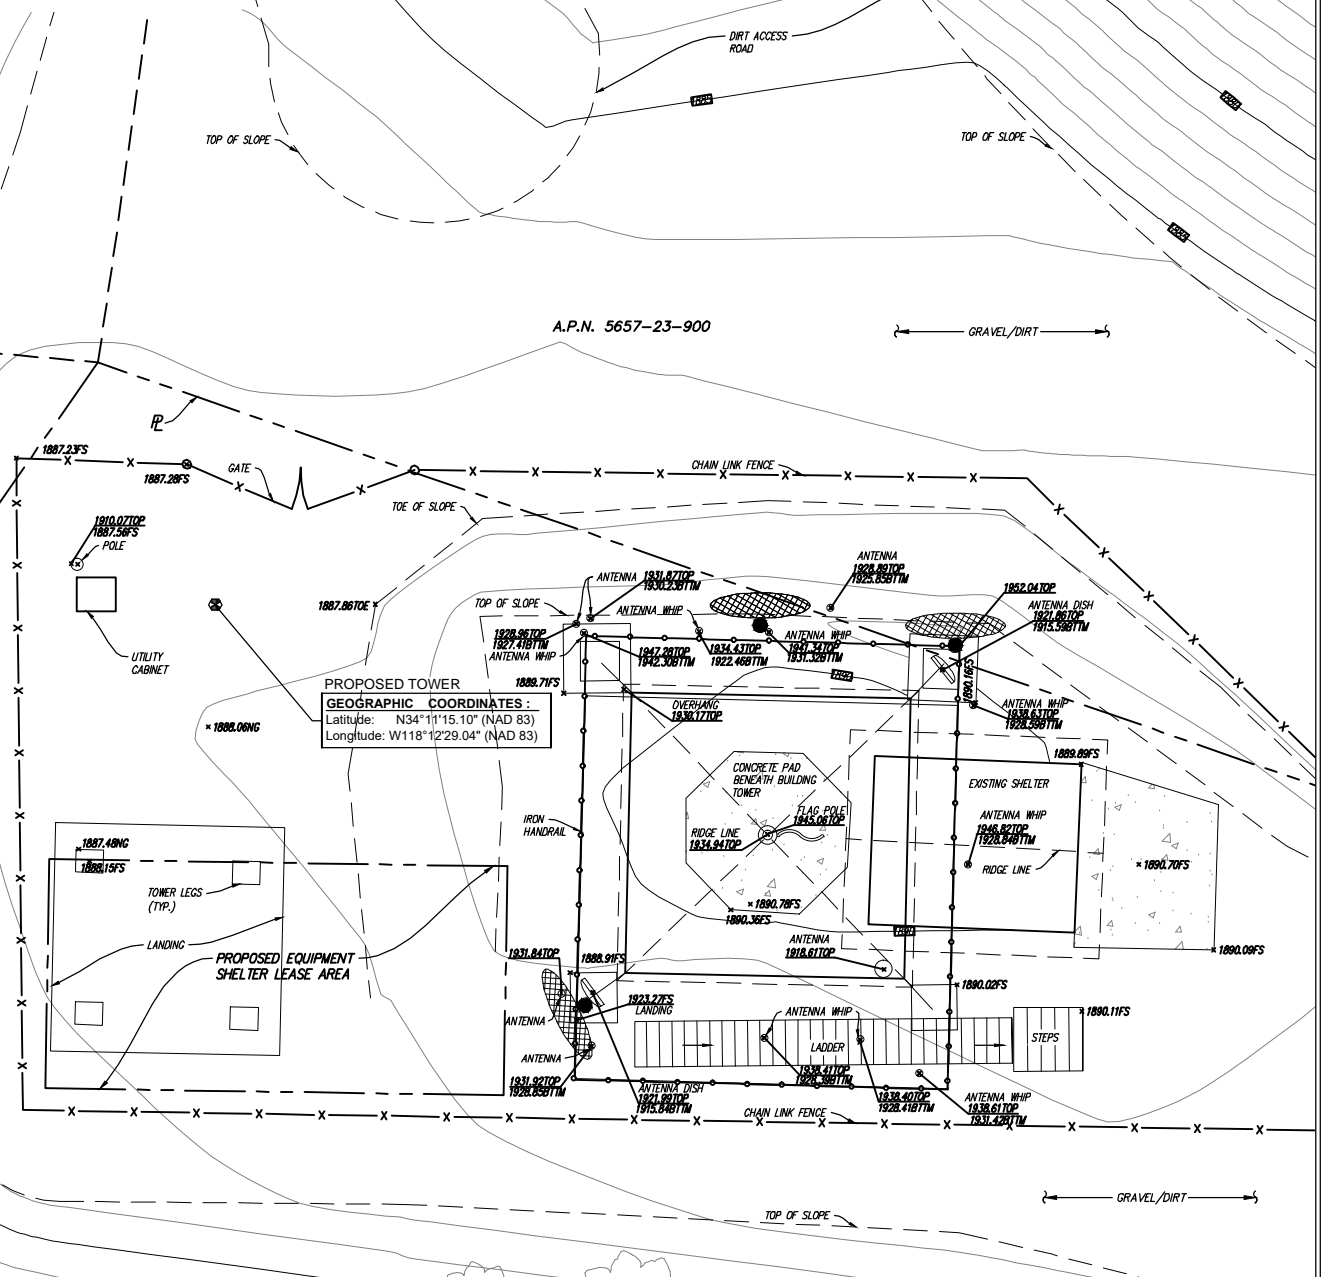 DIRT ACCESS
ROAD
1885
TOP OF SLOPE
TOP OF SLOPE
A.P.N. 5657-23-900
GRAVEL/DIRT
PL
1887.23FS
1887.28FS
GATE
CHAIN LINK FENCE
TOE OF SLOPE
1910.07TOP
1887.56FS
POLE
UTILITY
CABINET
1887.86TOE
ANTENNA
1931.87TOP
1930.23BTTM
ANTENNA
1928.89TOP
1925.85BTTM
1952.04TOP
ANTENNA DISH
1921.86TOP
1915.59BTTM
TOP OF SLOPE
ANTENNA WHIP
1928.96TOP
1927.41BTTM
ANTENNA WHIP
1947.28TOP
1942.30BTTM
1934.43TOP
1922.46BTTM
ANTENNA WHIP
1941.34TOP
1931.32BTTM
1890.16FS
1889.71FS
OVERHANG
1930.17TOP
ANTENNA WHIP
1938.63TOP
1928.59BTTM
PROPOSED TOWER
GEOGRAPHIC COORDINATES :
Latitude: N34°11'15.10" (NAD 83)
Longitude: W118°12'29.04" (NAD 83)
1888.06NG
1889.89FS
CONCRETE PAD
BENEATH BUILDING
TOWER
EXISTING SHELTER
FLAG POLE
1945.06TOP
RIDGE LINE
1934.94TOP
IRON
HANDRAIL
ANTENNA WHIP
1946.82TOP
1928.84BTTM
RIDGE LINE
1890.70FS
1887.48NG
1888.15FS
TOWER LEGS
(TYP.)
1890.78FS
1890.36FS
1890
LANDING
PROPOSED EQUIPMENT
SHELTER LEASE AREA
1931.84TOP
1888.91FS
ANTENNA
1918.61TOP
1890.09FS
1890.02FS
1923.27FS
LANDING
ANTENNA
ANTENNA WHIP
1890.11FS
STEPS
LADDER
ANTENNA
1931.92TOP
1928.85BTTM
ANTENNA DISH
1921.99TOP
1915.84BTTM
1938.41TOP
1928.39BTTM
1938.40TOP
1928.41BTTM
ANTENNA WHIP
1938.61TOP
1931.42BTTM
CHAIN LINK FENCE
GRAVEL/DIRT
TOP OF SLOPE